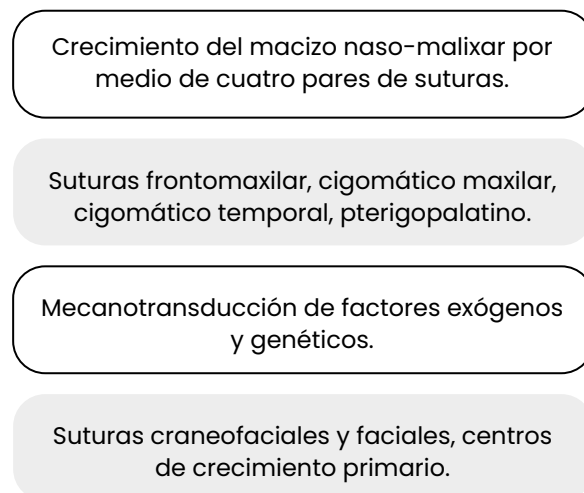 Crecimiento del macizo naso-malixar por
medio de cuatro pares de suturas.
Suturas frontomaxilar, cigomático maxilar,
cigomático temporal, pterigopalatino.
Mecanotransducción de factores exógenos
y genéticos.
Suturas craneofaciales y faciales, centros
de crecimiento primario.